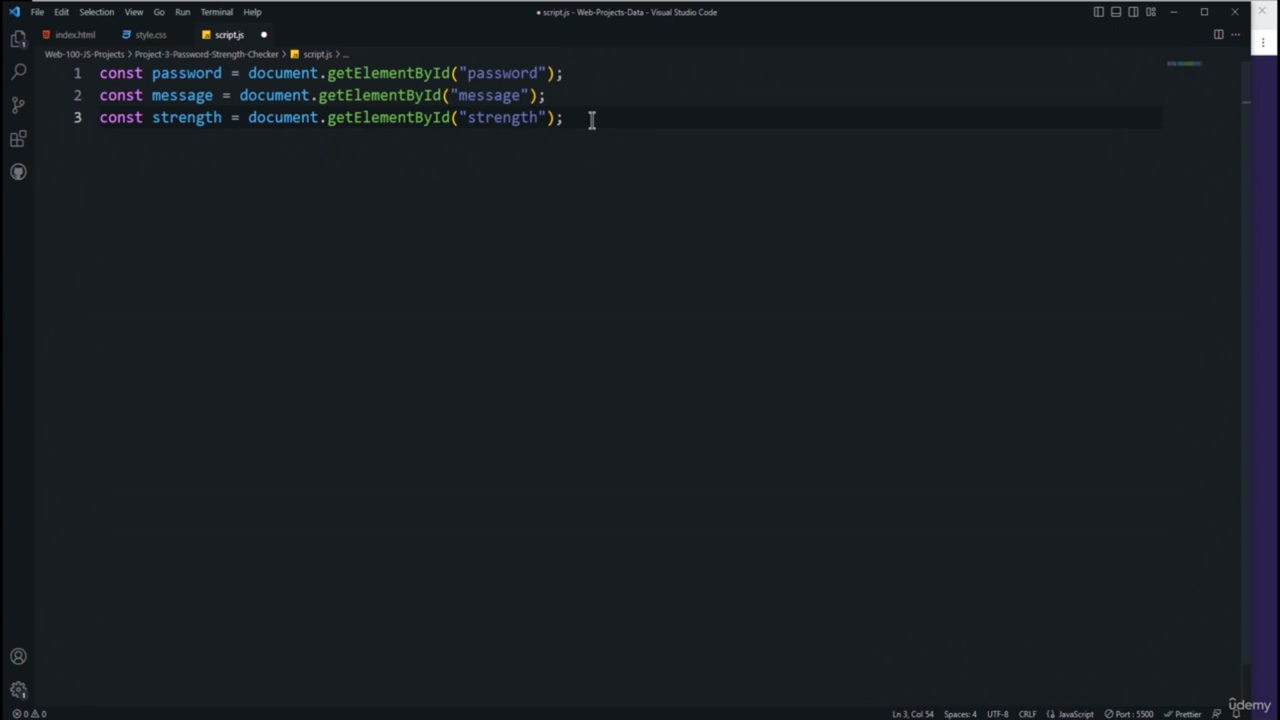 File Edit Selection View Go Run Terminal Help
● script.js - Web-Projects-Data - Visual Studio Code
index.html style.css script.js ●
Web-100-JS-Projects > Project-3-Password-Strength-Checker > script.js > ...
1 const password = document.getElementById("password");
2 const message = document.getElementById("message");
3 const strength = document.getElementById("strength");
0 0 Ln 3, Col 54 Spaces: 4 UTF-8 CRLF JavaScript Port : 5500 Prettier
udemy